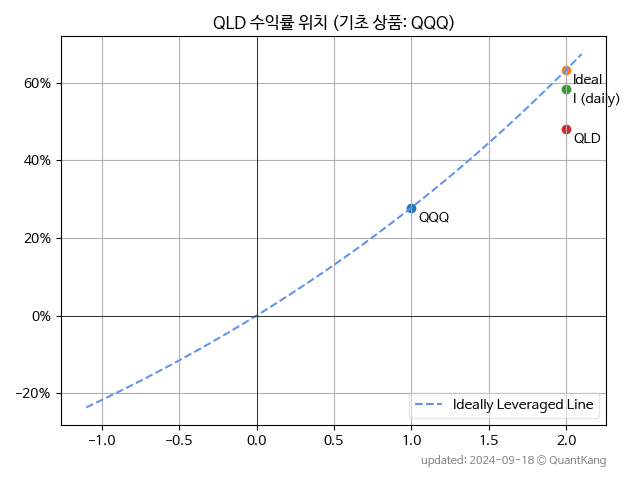 QLD 수익률 위치 (기초 상품: QQQ)
60%
40%
20%
0%
−20%
Ideal
I (daily)
QLD
QQQ
Ideally Leveraged Line
−1.0 −0.5 0.0 0.5 1.0 1.5 2.0
updated: 2024-09-18 © QuantKang